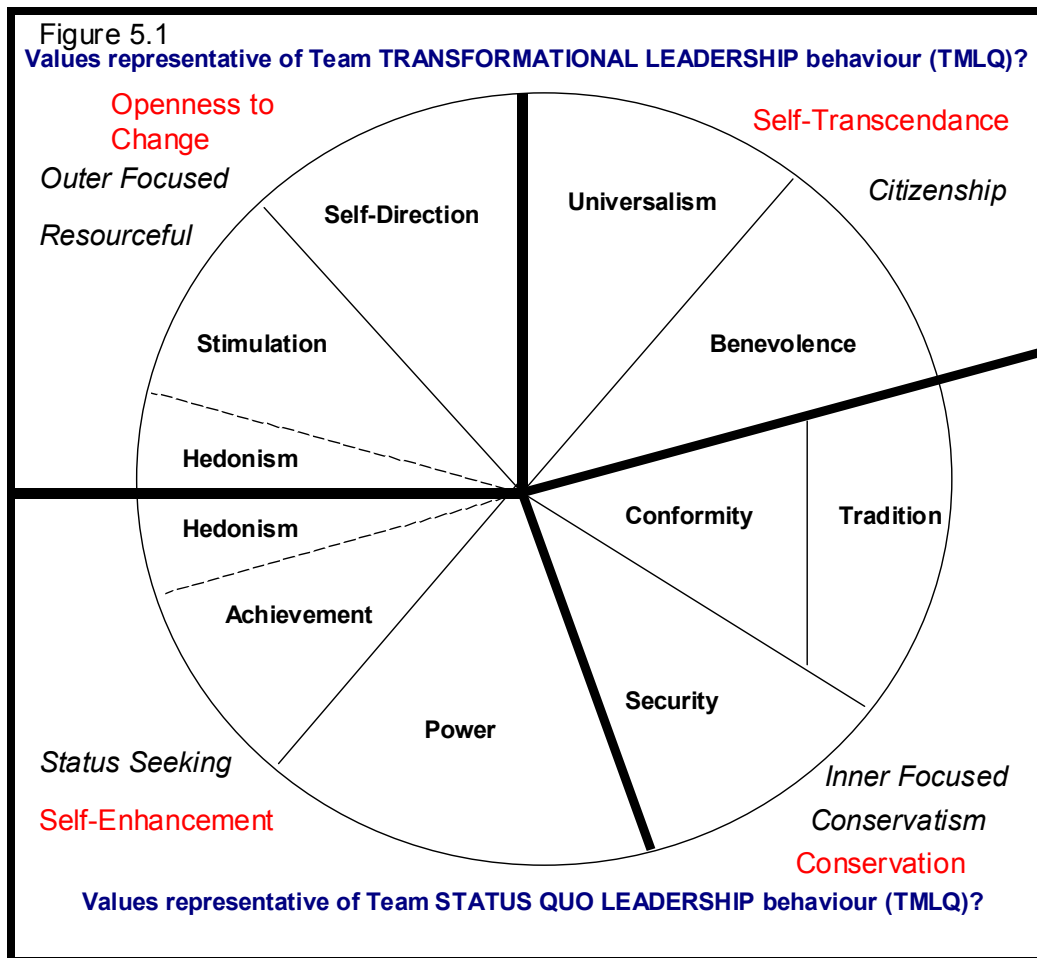 Figure 5.1
Values representative of Team TRANSFORMATIONAL LEADERSHIP behaviour (TMLQ)?
Openness to
Change
Self-Transcendance
Outer Focused
Citizenship
Resourceful
Self-Direction
Universalism
Stimulation
Benevolence
Hedonism
Hedonism
Conformity
Tradition
Achievement
Security
Power
Status Seeking
Self-Enhancement
Inner Focused
Conservatism
Conservation
Values representative of Team STATUS QUO LEADERSHIP behaviour (TMLQ)?